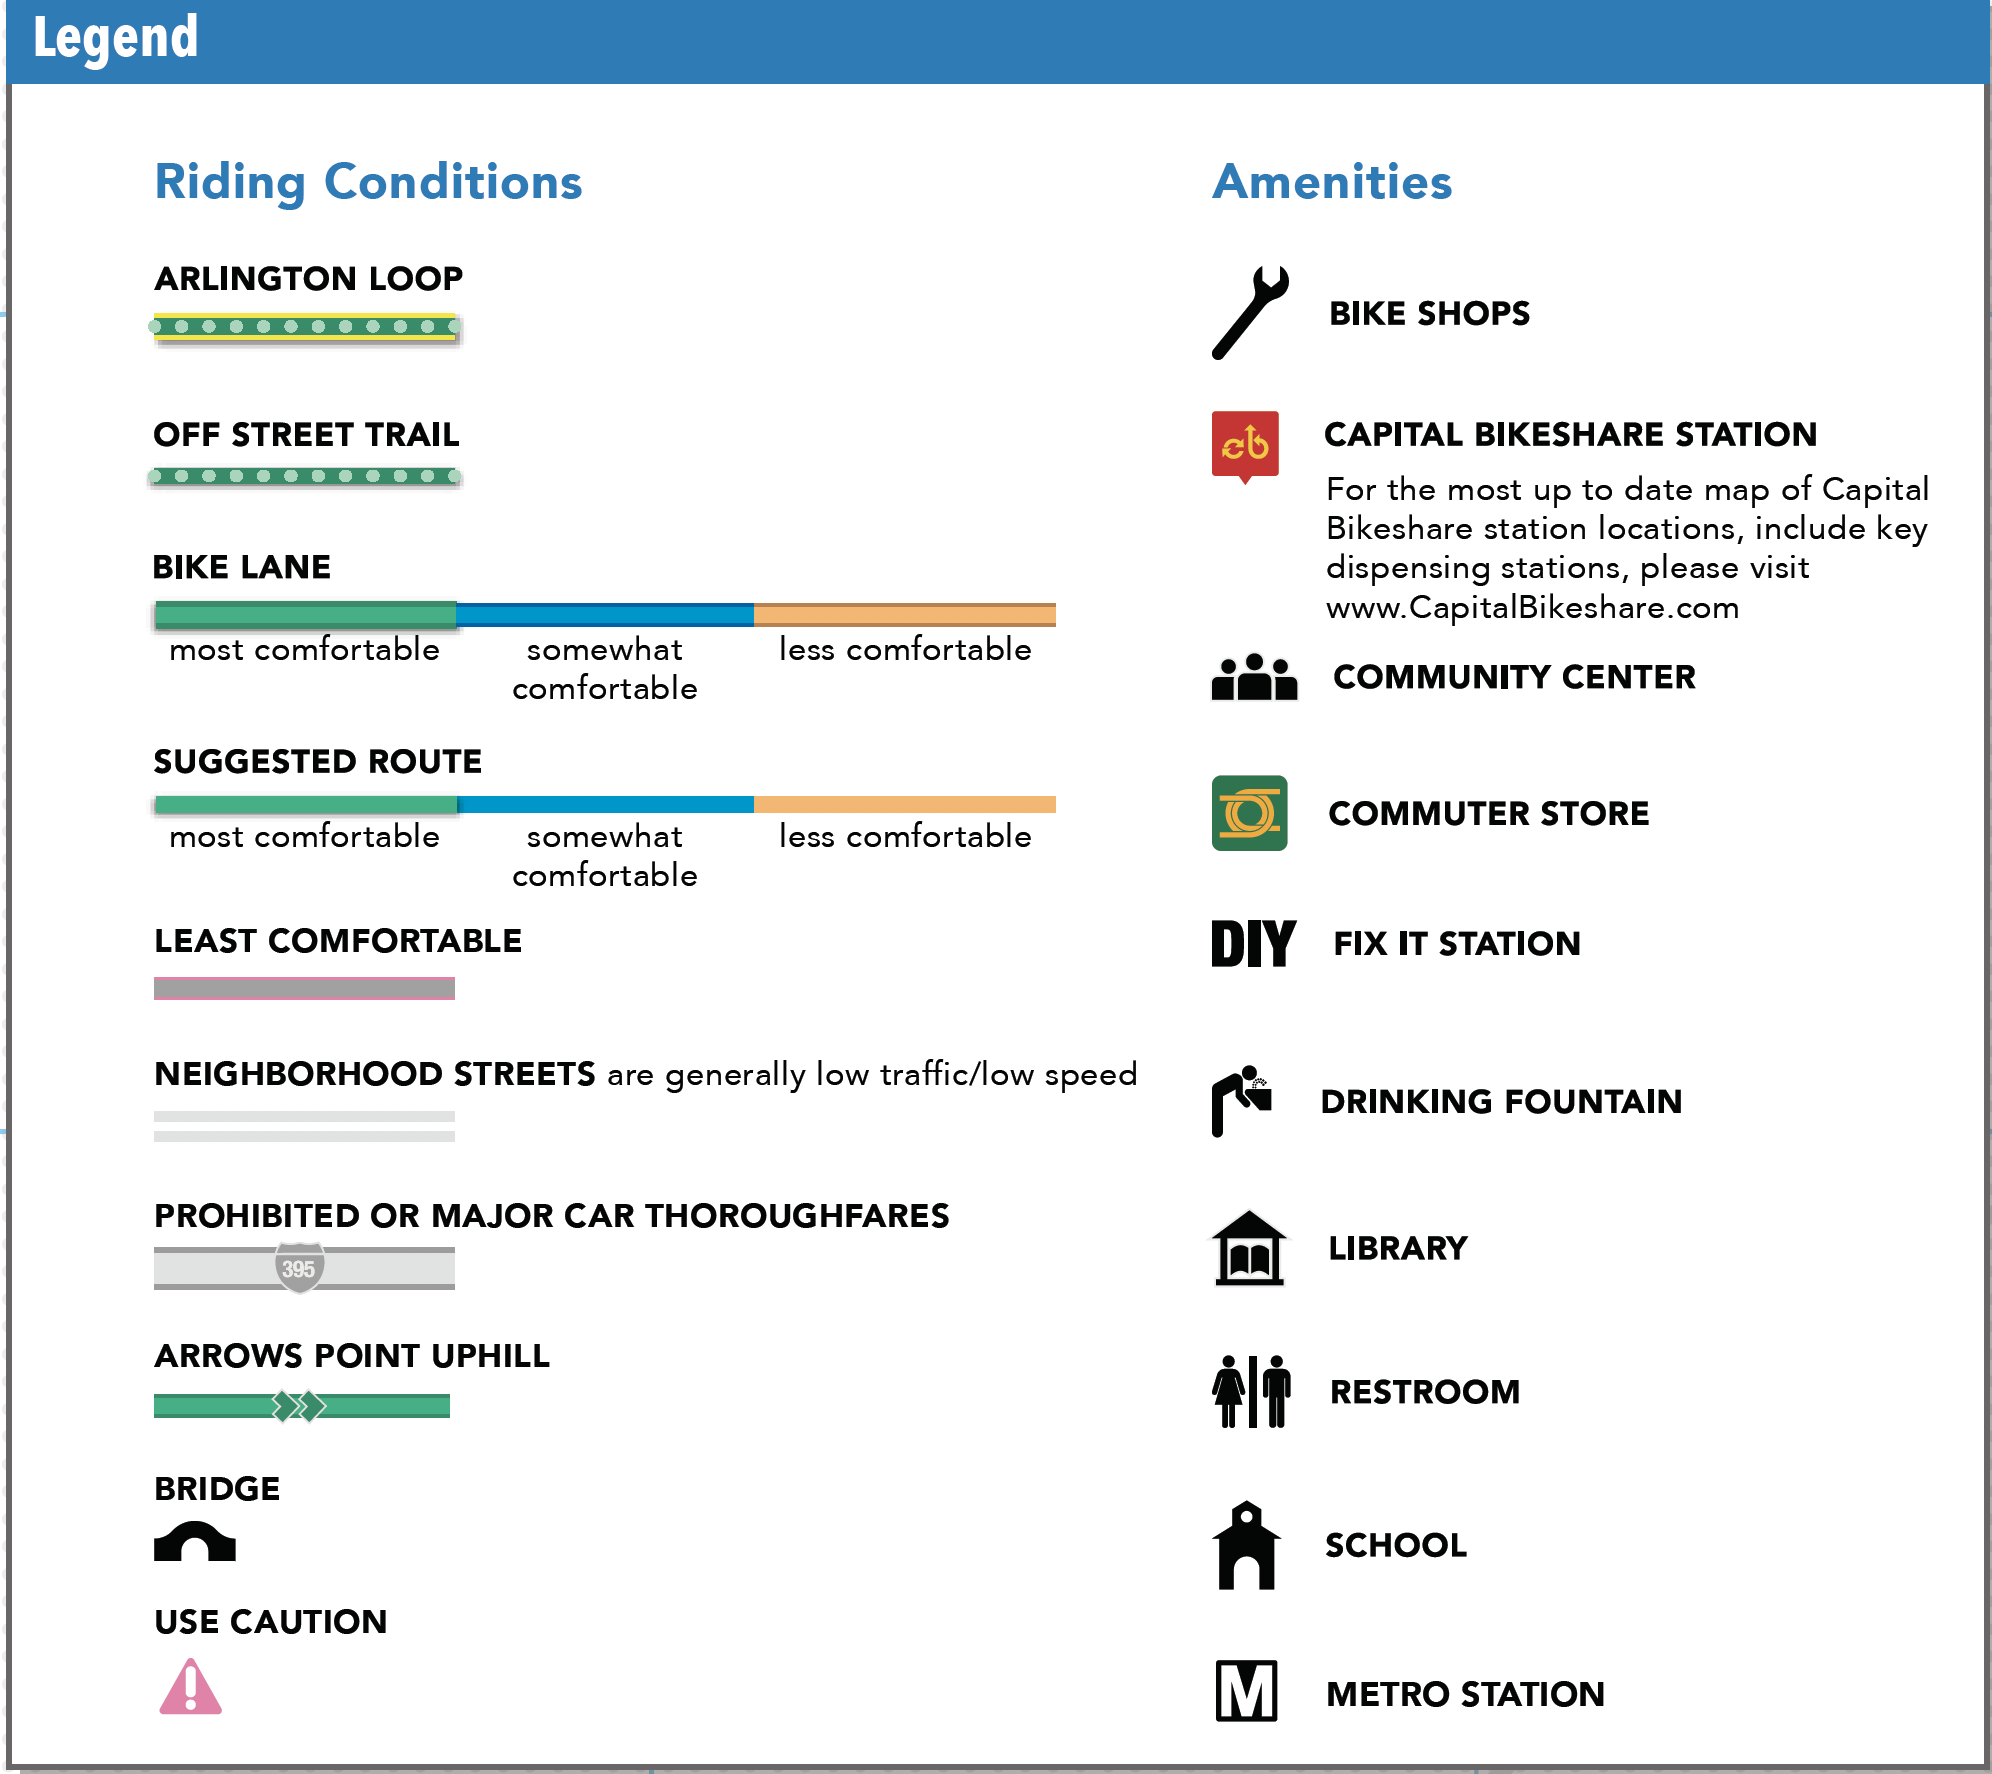 Legend
Riding Conditions
ARLINGTON LOOP
OFF STREET TRAIL
BIKE LANE
most comfortable
somewhat
comfortable
less comfortable
SUGGESTED ROUTE
most comfortable
somewhat
comfortable
less comfortable
LEAST COMFORTABLE
NEIGHBORHOOD STREETS are generally low traffic/low speed
PROHIBITED OR MAJOR CAR THOROUGHFARES
395
ARROWS POINT UPHILL
BRIDGE
USE CAUTION
Amenities
BIKE SHOPS
cb
CAPITAL BIKESHARE STATION
For the most up to date map of Capital
Bikeshare station locations, include key
dispensing stations, please visit
www.CapitalBikeshare.com
COMMUNITY CENTER
COMMUTER STORE
DIY FIX IT STATION
DRINKING FOUNTAIN
LIBRARY
RESTROOM
SCHOOL
M METRO STATION